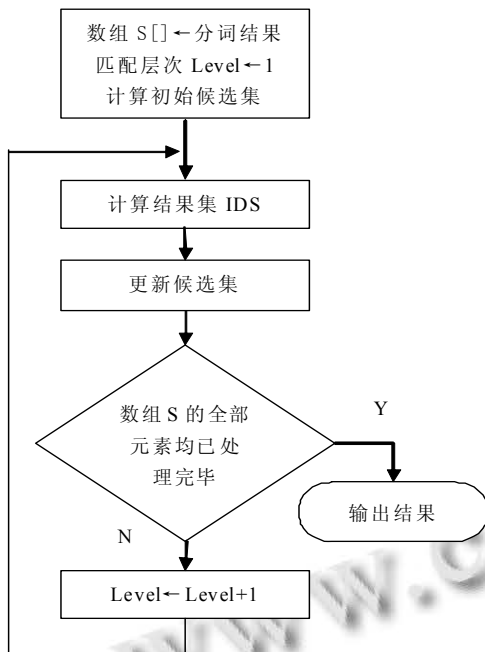 数组 S[]←分词结果
匹配层次 Level←1
计算初始候选集
计算结果集 IDS
更新候选集
数组 S 的全部
元素均已处
理完毕
Y
输出结果
N
Level←Level+1
www.c